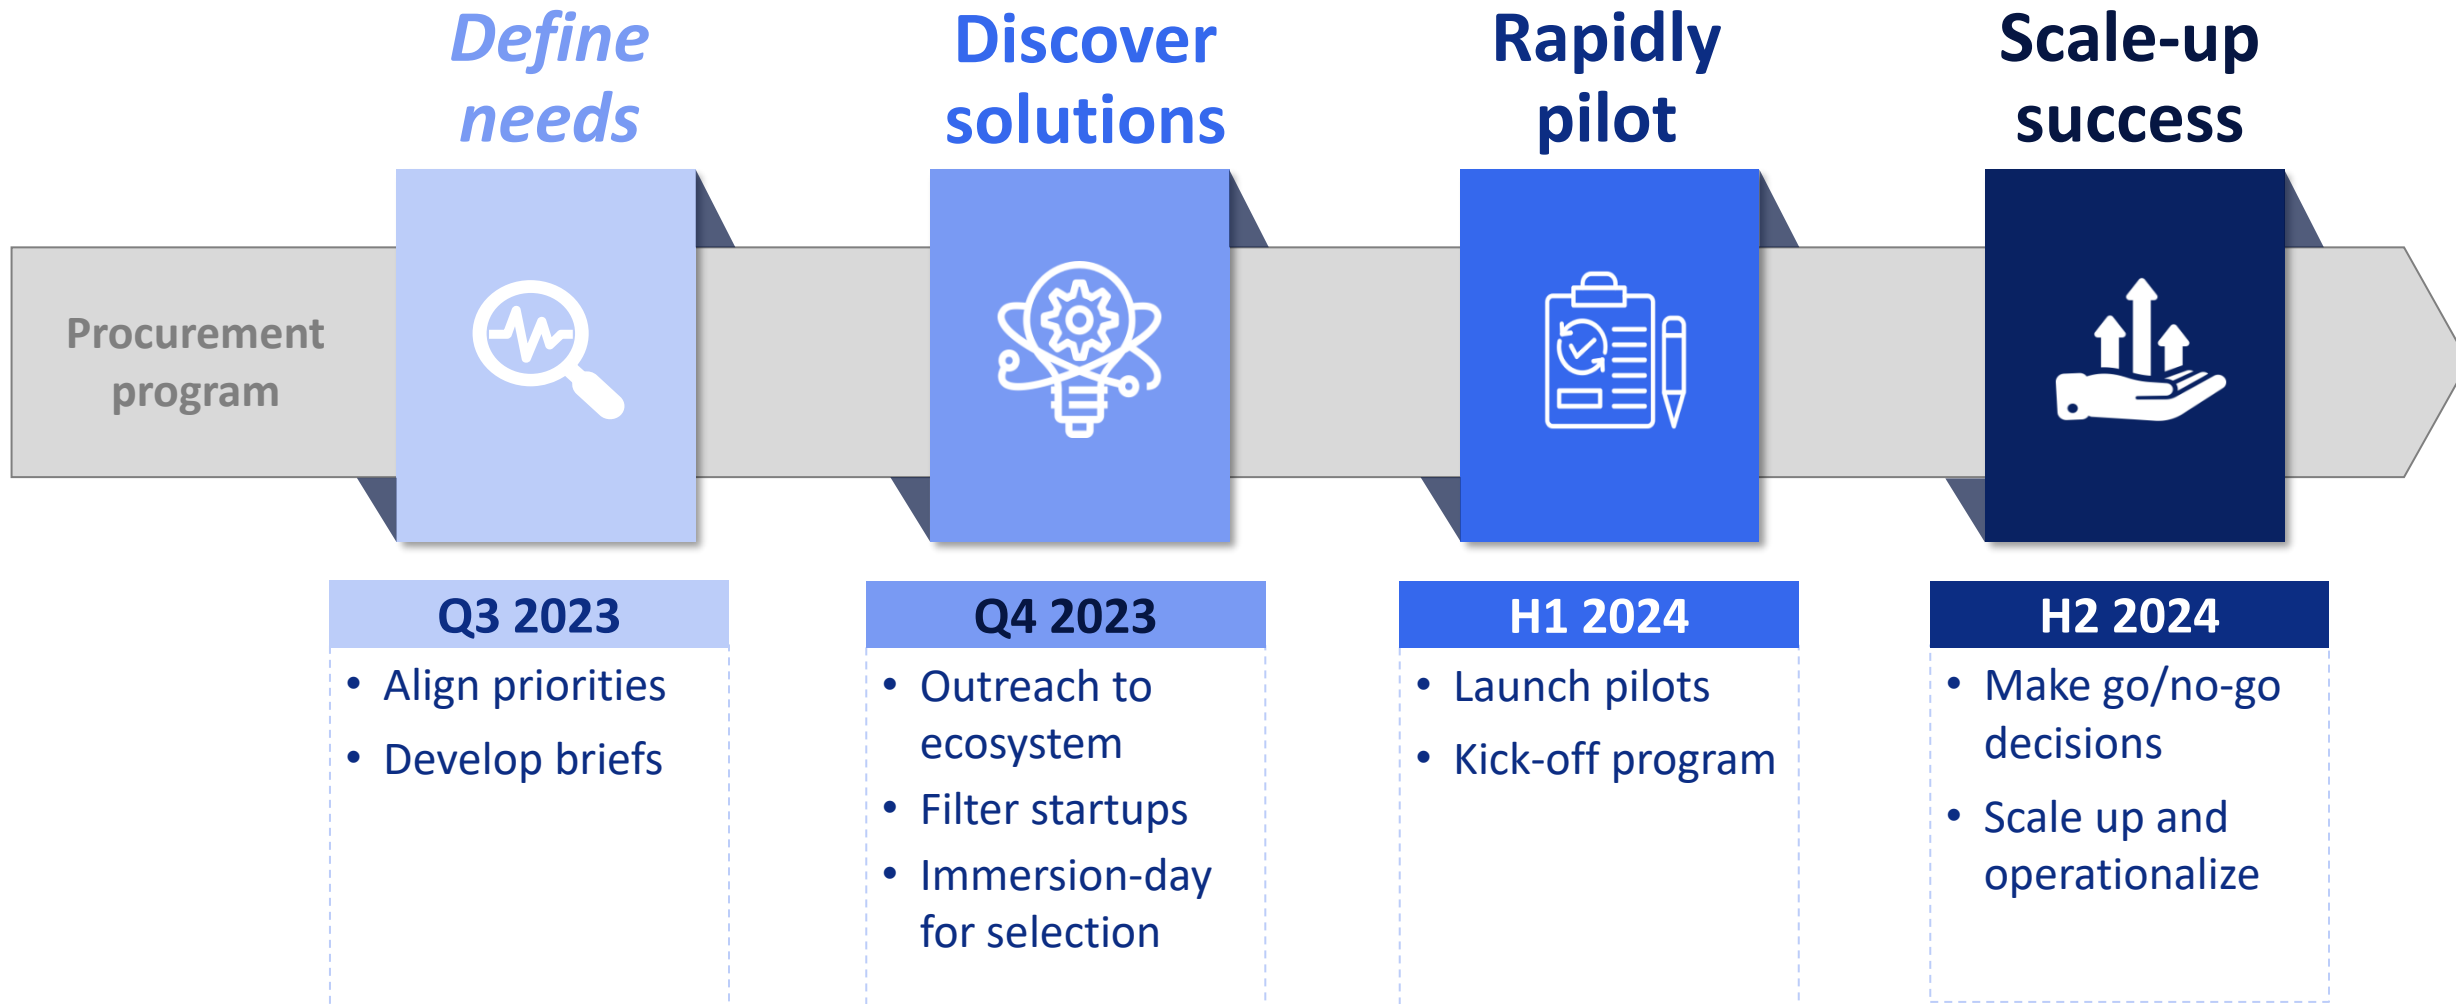 Define
needs
Discover
solutions
Rapidly
pilot
Scale-up
success
Procurement
program
Q3 2023
• Align priorities
• Develop briefs
Q4 2023
• Outreach to
ecosystem
• Filter startups
• Immersion-day
for selection
H1 2024
• Launch pilots
• Kick-off program
H2 2024
• Make go/no-go
decisions
• Scale up and
operationalize